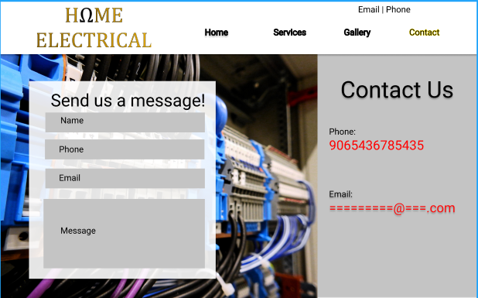 HΩME
ELECTRICAL
Email | Phone
Home
Services
Gallery
Contact
Send us a message!
Name
Phone
Email
Message
Contact Us
Phone:
9065436785435
Email:
=========@===.com